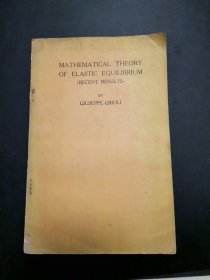 MATHEMATICAL THEORY
OF ELASTIC EQUILIBRIUM
(RECENT RESULTS)
BY
GIUSEPPE GRIOLI